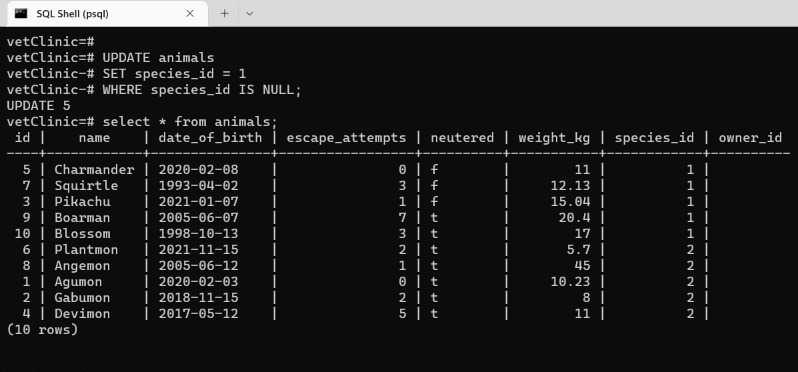 SQL Shell (psql)
vetClinic=#
vetClinic=# UPDATE animals
vetClinic-# SET species_id = 1
vetClinic-# WHERE species_id IS NULL;
UPDATE 5
vetClinic=# select * from animals;
 id |    name    | date_of_birth | escape_attempts | neutered | weight_kg | species_id | owner_id
----+------------+---------------+-----------------+----------+-----------+------------+----------
  5 | Charmander | 2020-02-08    |               0 | f        |        11 |          1 |
  7 | Squirtle   | 1993-04-02    |               3 | f        |     12.13 |          1 |
  3 | Pikachu    | 2021-01-07    |               1 | f        |     15.04 |          1 |
  9 | Boarman    | 2005-06-07    |               7 | t        |      20.4 |          1 |
 10 | Blossom    | 1998-10-13    |               3 | t        |        17 |          1 |
  6 | Plantmon   | 2021-11-15    |               2 | t        |       5.7 |          2 |
  8 | Angemon    | 2005-06-12    |               1 | t        |        45 |          2 |
  1 | Agumon     | 2020-02-03    |               0 | t        |     10.23 |          2 |
  2 | Gabumon    | 2018-11-15    |               2 | t        |         8 |          2 |
  4 | Devimon    | 2017-05-12    |               5 | t        |        11 |          2 |
(10 rows)